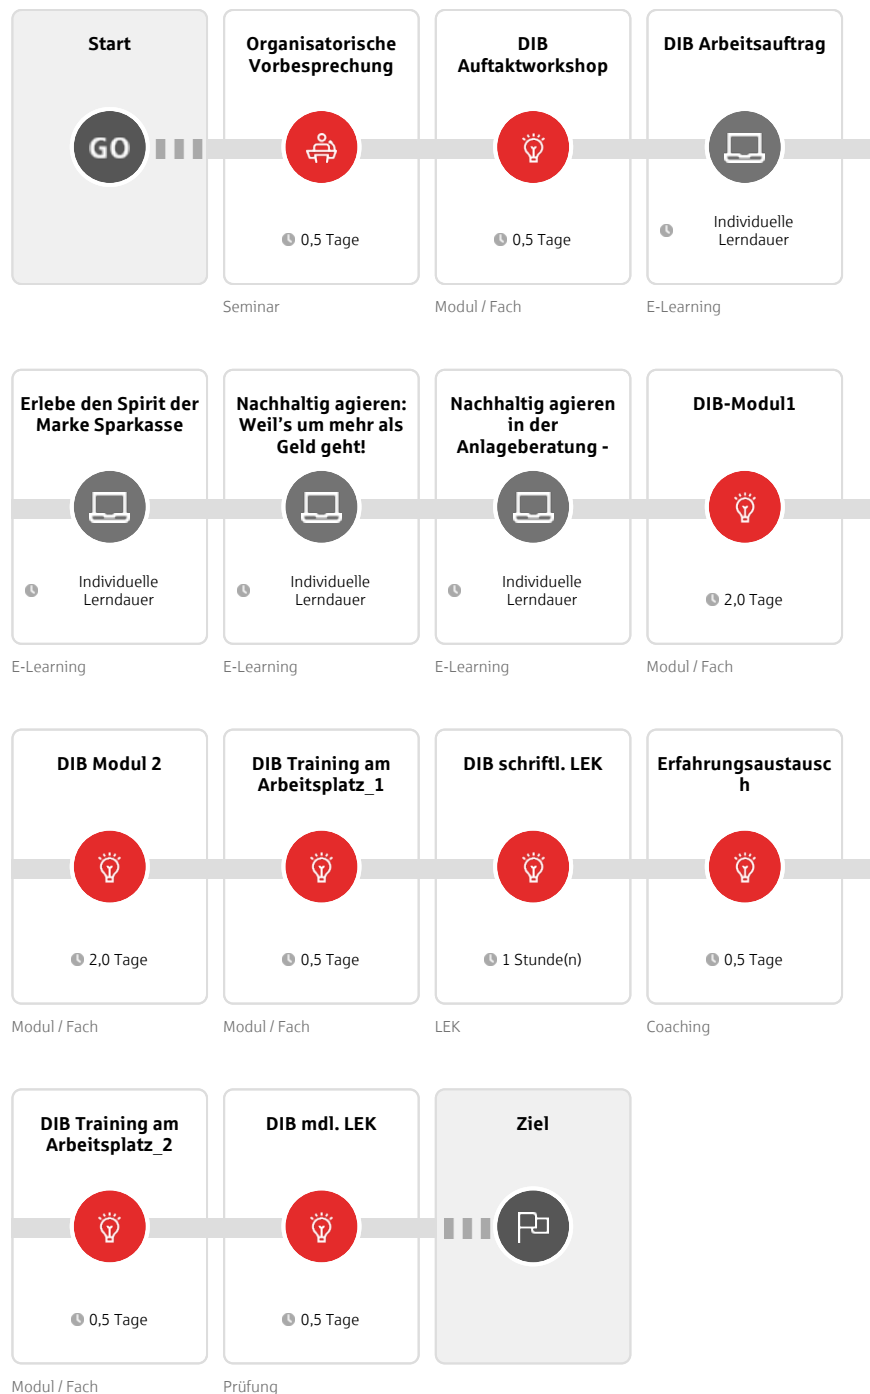 Start
Organisatorische
Vorbesprechung
DIB
Auftaktworkshop
DIB Arbeitsauftrag
GO
0,5 Tage
0,5 Tage
Individuelle
Lerndauer
Seminar
Modul / Fach
E-Learning
Erlebe den Spirit der
Marke Sparkasse
Nachhaltig agieren:
Weil's um mehr als
Geld geht!
Nachhaltig agieren
in der
Anlageberatung -
DIB-Modul1
Individuelle
Lerndauer
Individuelle
Lerndauer
Individuelle
Lerndauer
2,0 Tage
E-Learning
E-Learning
E-Learning
Modul / Fach
DIB Modul 2
DIB Training am
Arbeitsplatz_1
DIB schriftl. LEK
Erfahrungsaustausc
h
2,0 Tage
0,5 Tage
1 Stunde(n)
0,5 Tage
Modul / Fach
Modul / Fach
LEK
Coaching
DIB Training am
Arbeitsplatz_2
DIB mdl. LEK
Ziel
0,5 Tage
0,5 Tage
Modul / Fach
Prüfung